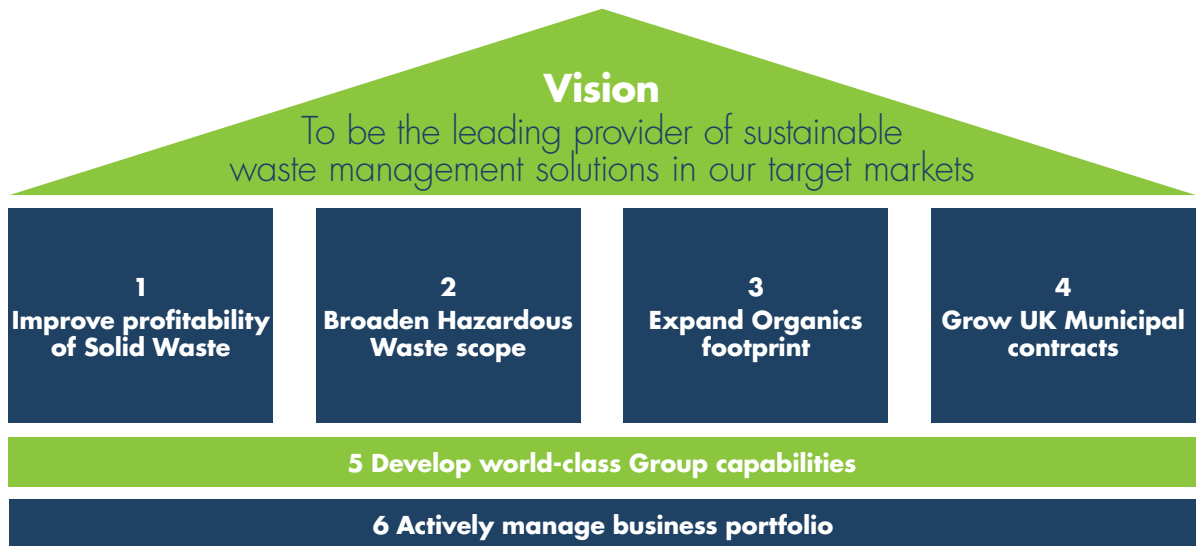 Vision
To be the leading provider of sustainable
waste management solutions in our target markets
1
Improve profitability
of Solid Waste
2
Broaden Hazardous
Waste scope
3
Expand Organics
footprint
4
Grow UK Municipal
contracts
5 Develop world-class Group capabilities
6 Actively manage business portfolio